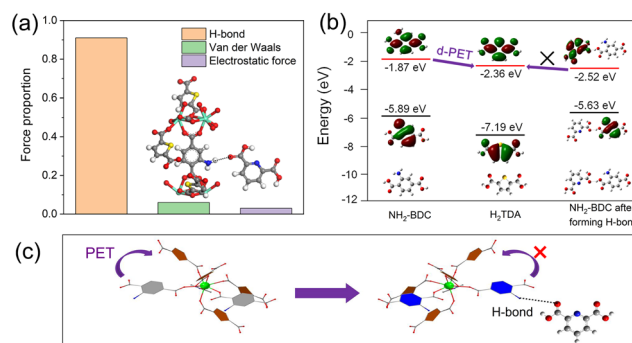 (a)
H-bond
Van der Waals
Electrostatic force
Force proportion
1.0
0.8
0.6
0.4
0.2
0.0
(b)
Energy (eV)
0
-2
-4
-6
-8
-10
-12
d-PET
-1.87 eV
-2.36 eV
-2.52 eV
-5.89 eV
-7.19 eV
-5.63 eV
NH₂-BDC
H₂TDA
NH₂-BDC after
forming H-bond
(c)
PET
H-bond